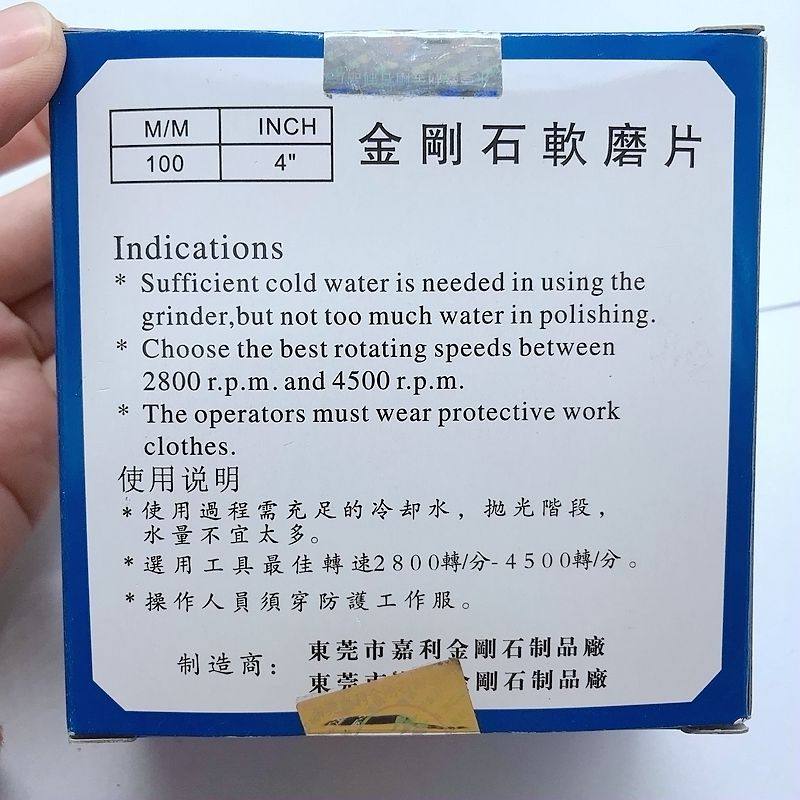 M/M INCH
100 4"
金剛石軟磨片
Indications
* Sufficient cold water is needed in using the
grinder,but not too much water in polishing.
* Choose the best rotating speeds between
2800 r.p.m. and 4500 r.p.m.
* The operators must wear protective work
clothes.
使用说明
*使用過程需充足的冷却水，拋光階段，
水量不宜太多。
*選用工具最佳轉速2800轉/分-4500轉/分。
*操作人員須穿防護工作服。
制造商：東莞市嘉利金剛石制品廠
東莞市 金剛石制品廠